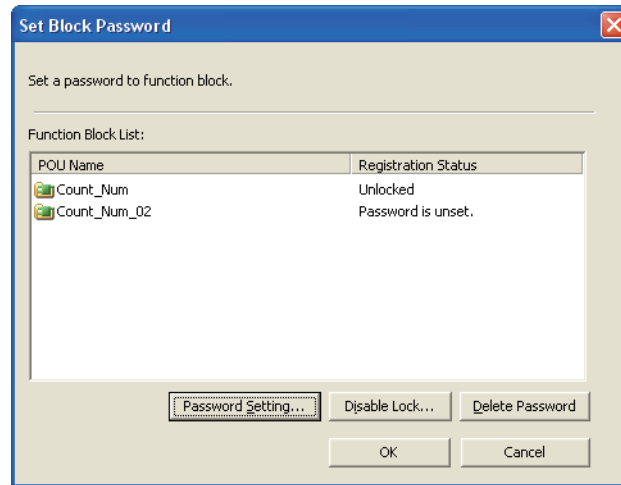 Set Block Password
Set a password to function block.
Function Block List:
POU Name Registration Status
Count_Num Unlocked
Count_Num_02 Password is unset.
Password Setting... Disable Lock... Delete Password
OK Cancel